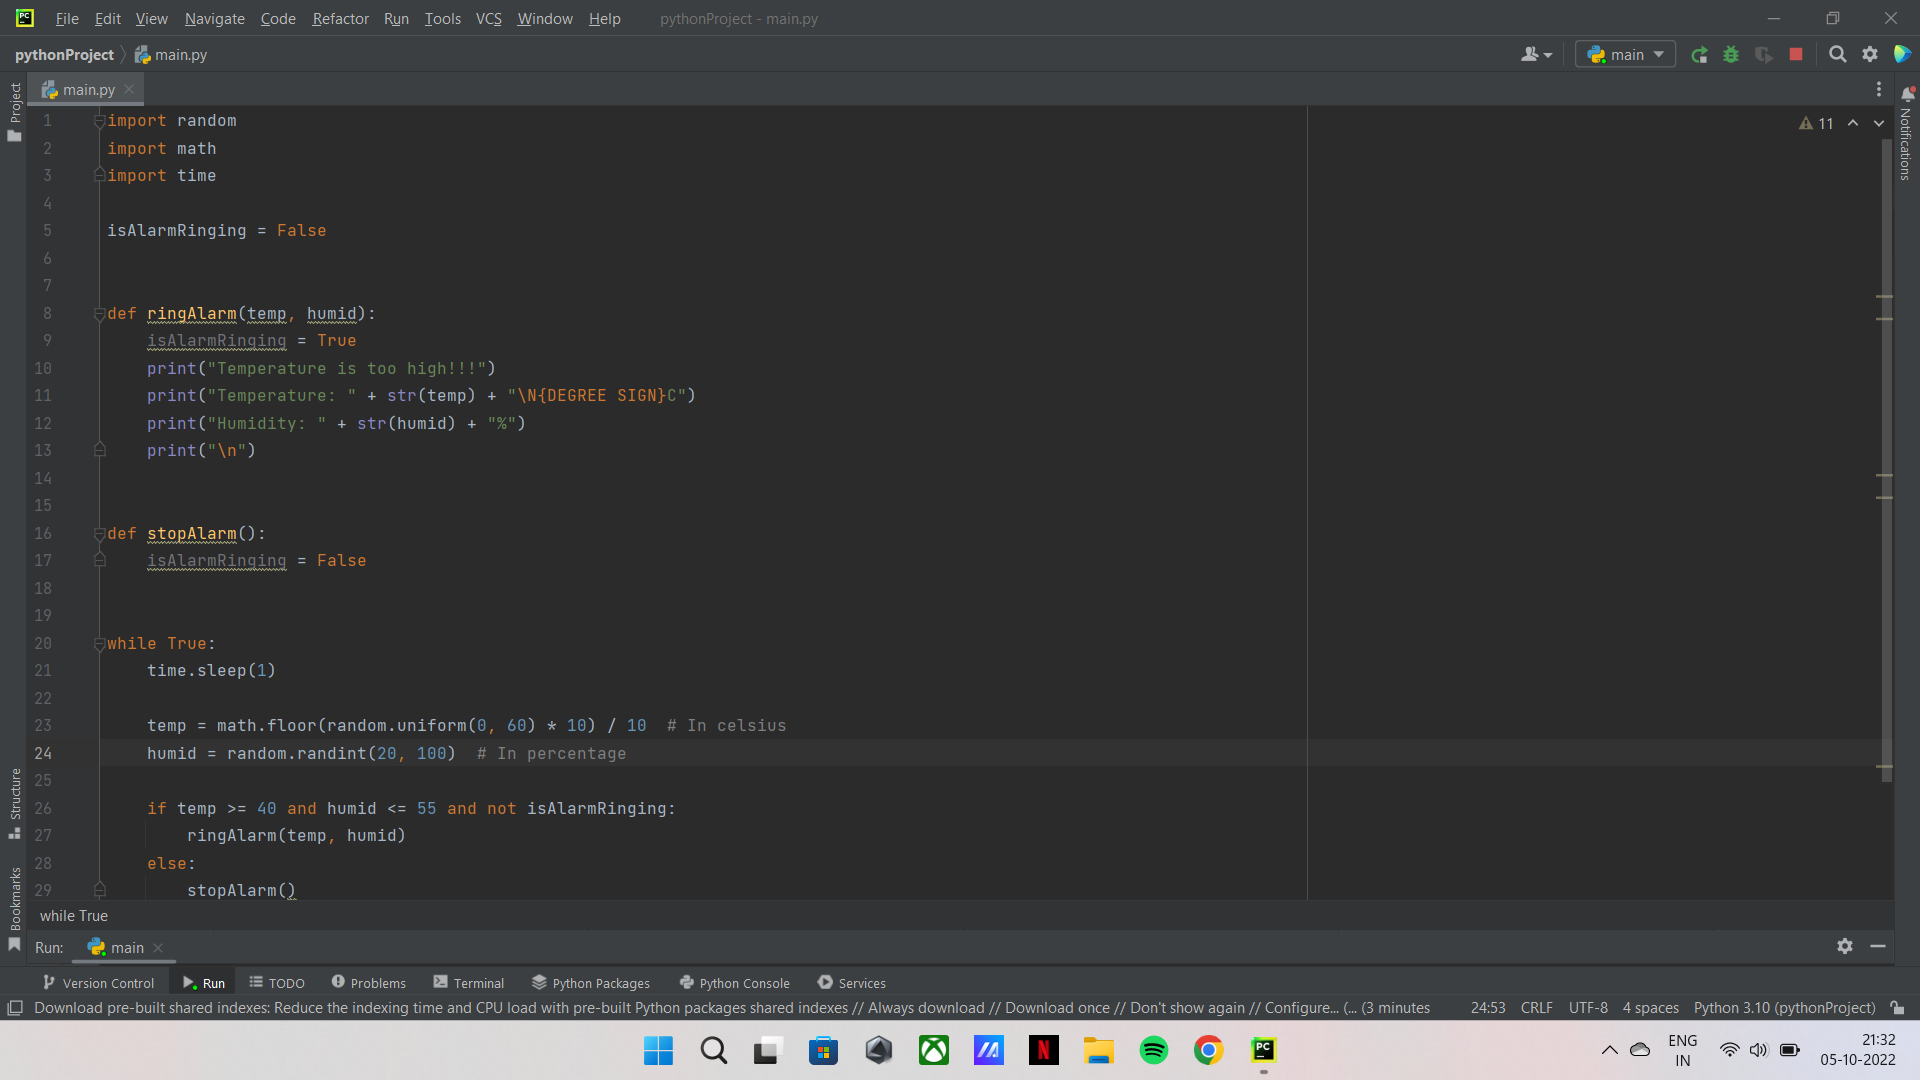 PC File Edit View Navigate Code Refactor Run Tools VCS Window Help pythonProject - main.py
pythonProject main.py main
Project main.py
1 import random 11
2 import math
3 import time
4
5 isAlarmRinging = False
6
7
8 def ringAlarm(temp, humid):
9 isAlarmRinging = True
10 print("Temperature is too high!!!")
11 print("Temperature: " + str(temp) + "\N{DEGREE SIGN}C")
12 print("Humidity: " + str(humid) + "%")
13 print("\n")
14
15
16 def stopAlarm():
17 isAlarmRinging = False
18
19
20 while True:
21 time.sleep(1)
22
23 temp = math.floor(random.uniform(0, 60) * 10) / 10 # In celsius
24 humid = random.randint(20, 100) # In percentage
25
26 if temp >= 40 and humid <= 55 and not isAlarmRinging:
27 ringAlarm(temp, humid)
28 else:
29 stopAlarm()
Notifications
Structure
Bookmarks
while True
Run: main
Version Control Run TODO Problems Terminal Python Packages Python Console Services
Download pre-built shared indexes: Reduce the indexing time and CPU load with pre-built Python packages shared indexes // Always download // Download once // Don't show again // Configure... (... (3 minutes 24:53 CRLF UTF-8 4 spaces Python 3.10 (pythonProject)
N PC ENG 21:32
IN 05-10-2022